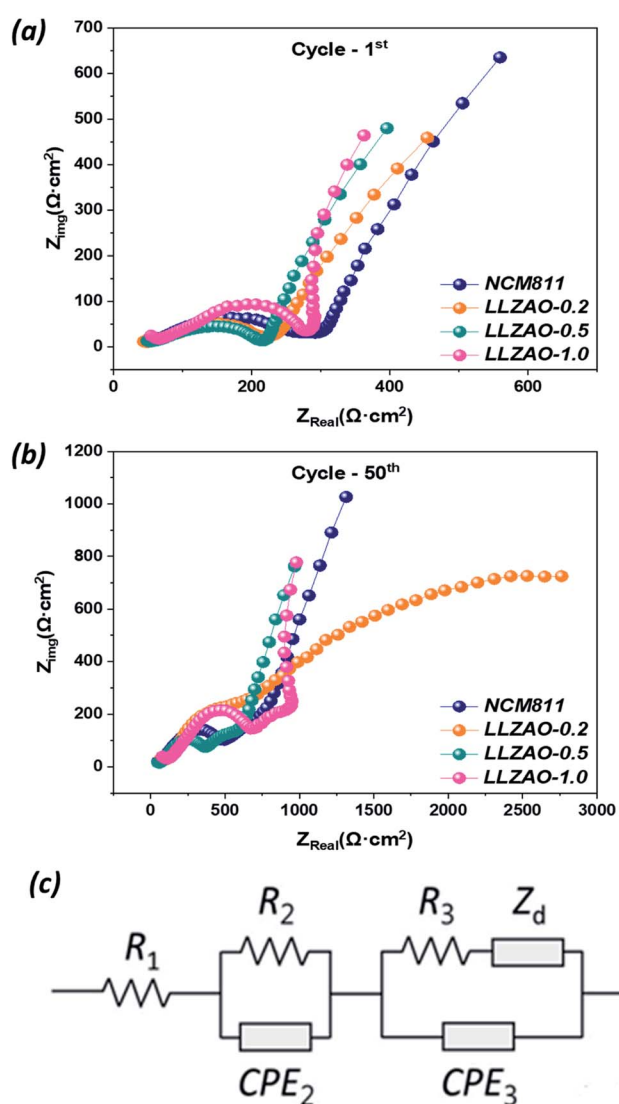 (a)
Cycle - 1st
700
600
500
400
300
200
100
0
Zimg(Ω·cm2)
0 200 400 600
ZReal(Ω·cm2)
NCM811
LLZAO-0.2
LLZAO-0.5
LLZAO-1.0
(b)
Cycle - 50th
1200
1000
800
600
400
200
0
Zimg(Ω·cm2)
0 500 1000 1500 2000 2500 3000
ZReal(Ω·cm2)
NCM811
LLZAO-0.2
LLZAO-0.5
LLZAO-1.0
(c)
R1
R2
CPE2
R3 Zd
CPE3